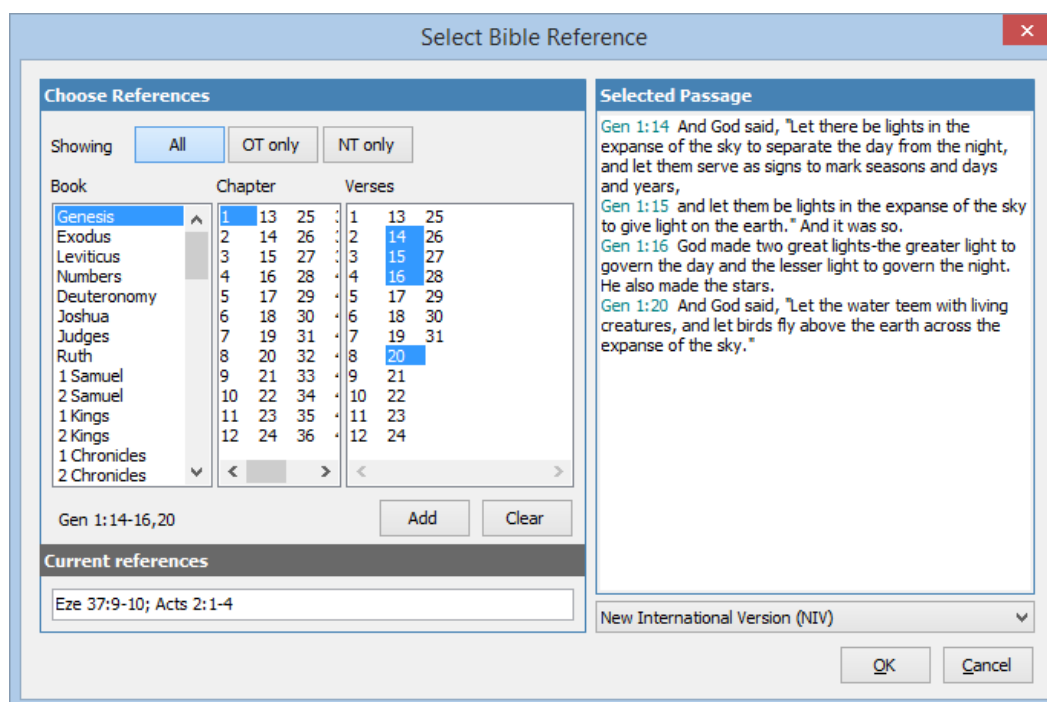 Select Bible Reference
Choose References
Showing All OT only NT only
Book Chapter Verses
Genesis
Exodus
Leviticus
Numbers
Deuteronomy
Joshua
Judges
Ruth
1 Samuel
2 Samuel
1 Kings
2 Kings
1 Chronicles
2 Chronicles
1 13 25
2 14 26
3 15 27
4 16 28
5 17 29
6 18 30
7 19 31
8 20 32
9 21 33
10 22 34
11 23 35
12 24 36
1 13 25
2 14 26
3 15 27
4 16 28
5 17 29
6 18 30
7 19 31
8 20
9 21
10 22
11 23
12 24
Gen 1:14-16,20
Add Clear
Current references
Eze 37:9-10; Acts 2:1-4
Selected Passage
Gen 1:14 And God said, "Let there be lights in the
expanse of the sky to separate the day from the night,
and let them serve as signs to mark seasons and days
and years,
Gen 1:15 and let them be lights in the expanse of the sky
to give light on the earth." And it was so.
Gen 1:16 God made two great lights-the greater light to
govern the day and the lesser light to govern the night.
He also made the stars.
Gen 1:20 And God said, "Let the water teem with living
creatures, and let birds fly above the earth across the
expanse of the sky."
New International Version (NIV)
OK Cancel